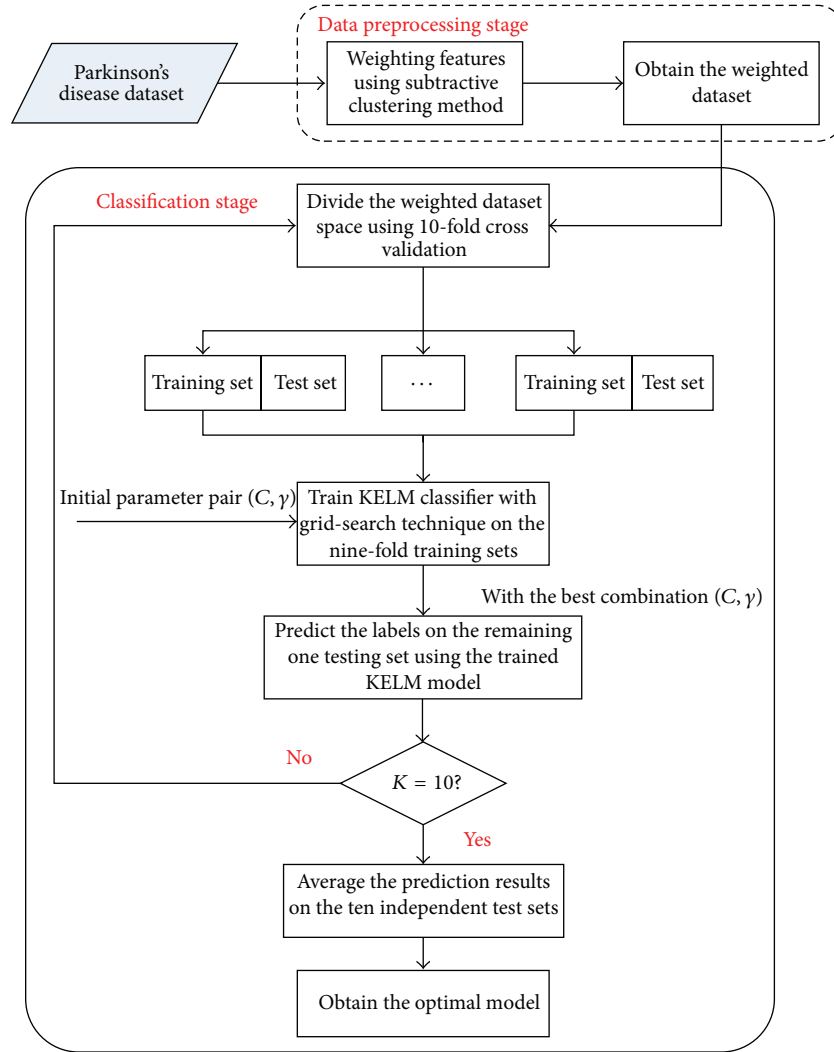 Data preprocessing stage
Parkinson's
disease dataset
Weighting features
using subtractive
clustering method
Obtain the weighted
dataset
Classification stage
Divide the weighted dataset
space using 10-fold cross
validation
Training set
Test set
···
Training set
Test set
Initial parameter pair (C, γ)
Train KELM classifier with
grid-search technique on the
nine-fold training sets
With the best combination (C, γ)
Predict the labels on the remaining
one testing set using the trained
KELM model
No
K = 10?
Yes
Average the prediction results
on the ten independent test sets
Obtain the optimal model